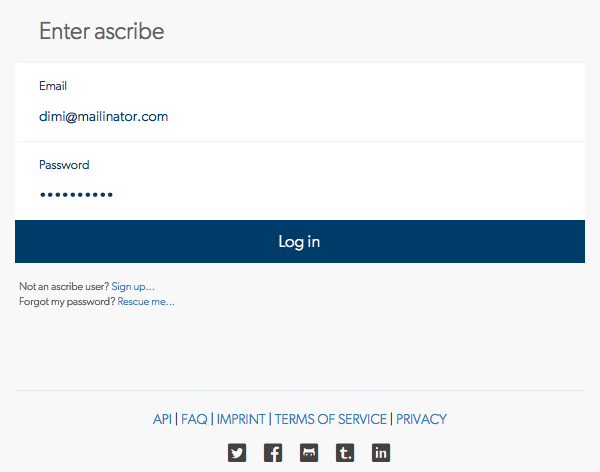 Enter ascribe
Email
dimi@mailinator.com
Password
••••••••••
Log in
Not an ascribe user? Sign up...
Forgot my password? Rescue me...
API | FAQ | IMPRINT | TERMS OF SERVICE | PRIVACY